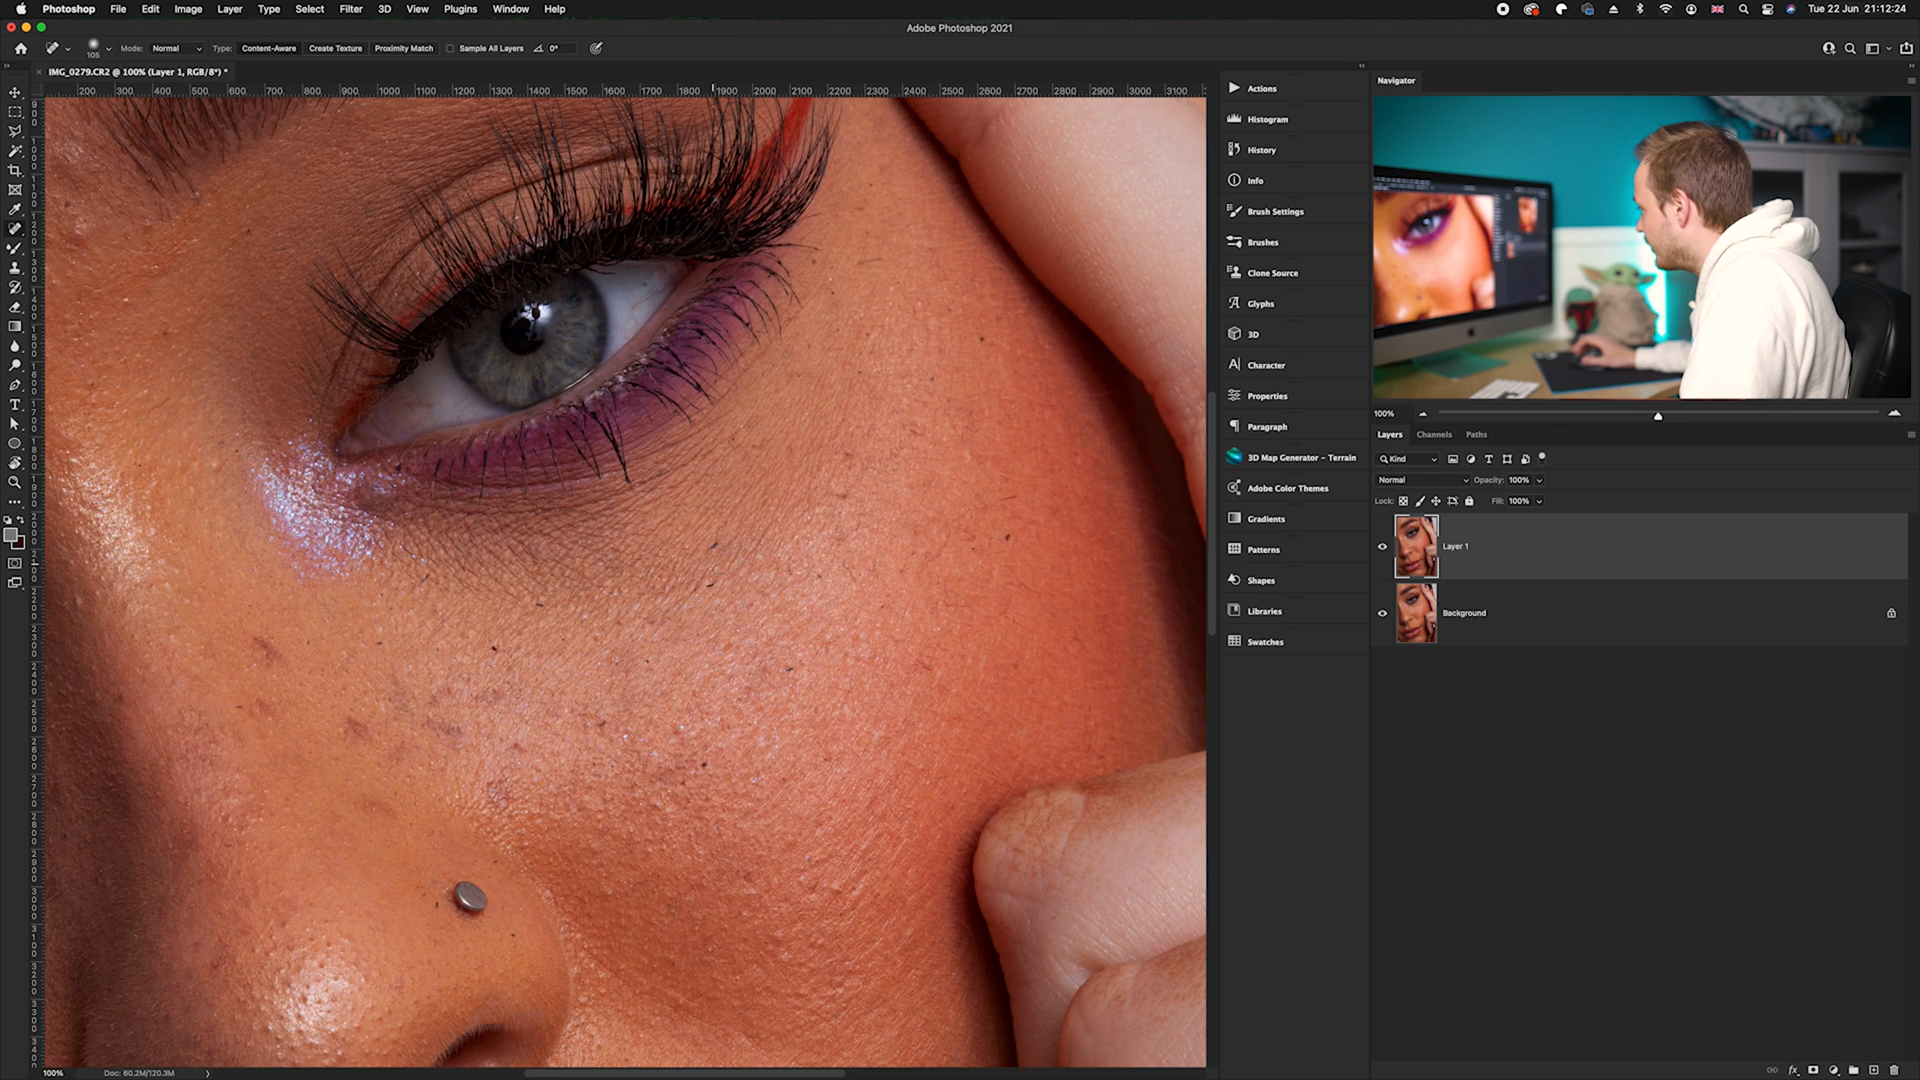 Photoshop File Edit Image Layer Type Select Filter 3D View Plugins Window Help Tue 22 Jun 21:12:24
Adobe Photoshop 2021
105 Mode: Normal Type: Content-Aware Create Texture Proximity Match Sample All Layers 0°
IMG_0279.CR2 @ 100% (Layer 1, RGB/8*) *
200 300 400 500 600 700 800 900 1000 1100 1200 1300 1400 1500 1600 1700 1800 1900 2000 2100 2200 2300 2400 2500 2600 2700 2800 2900 3000 3100
Actions
Histogram
History
Info
Brush Settings
Brushes
Clone Source
Glyphs
3D
Character
Properties
Paragraph
3D Map Generator – Terrain
Adobe Color Themes
Gradients
Patterns
Shapes
Libraries
Swatches
Navigator
100%
Layers Channels Paths
Kind
Normal Opacity: 100%
Lock: Fill: 100%
Layer 1
Background
100% Doc: 60.2M/120.3M